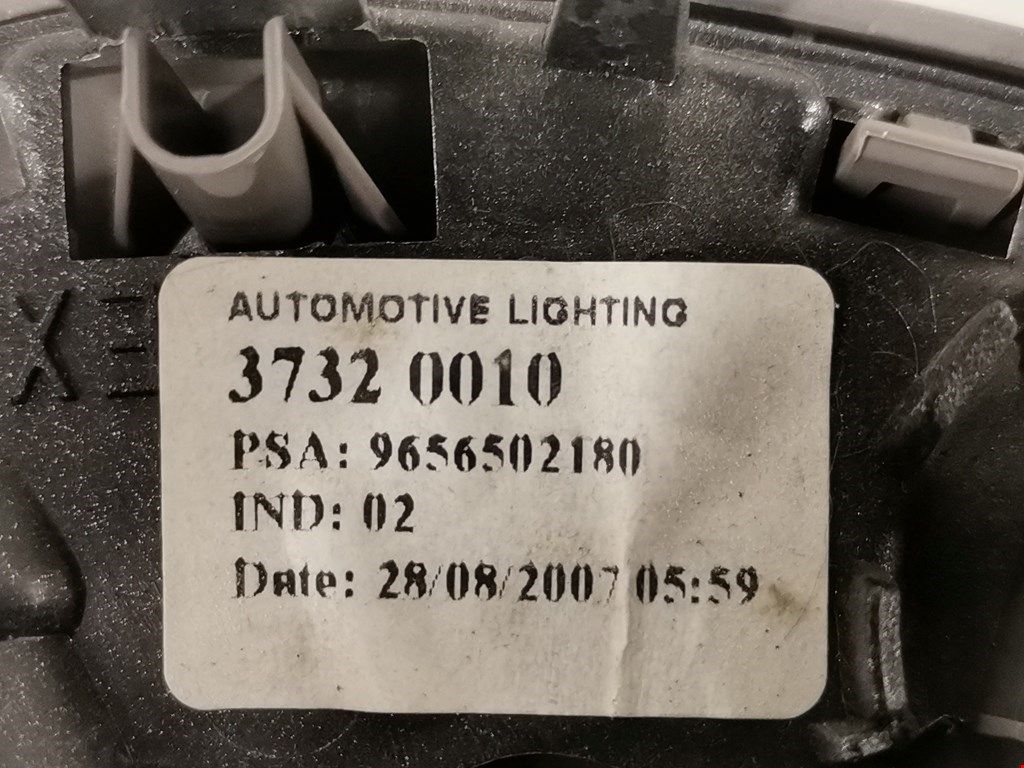 AUTOMOTIVE LIGHTING
3732 0010
PSA: 9656502180
IND: 02
Date: 28/08/2007 05:59